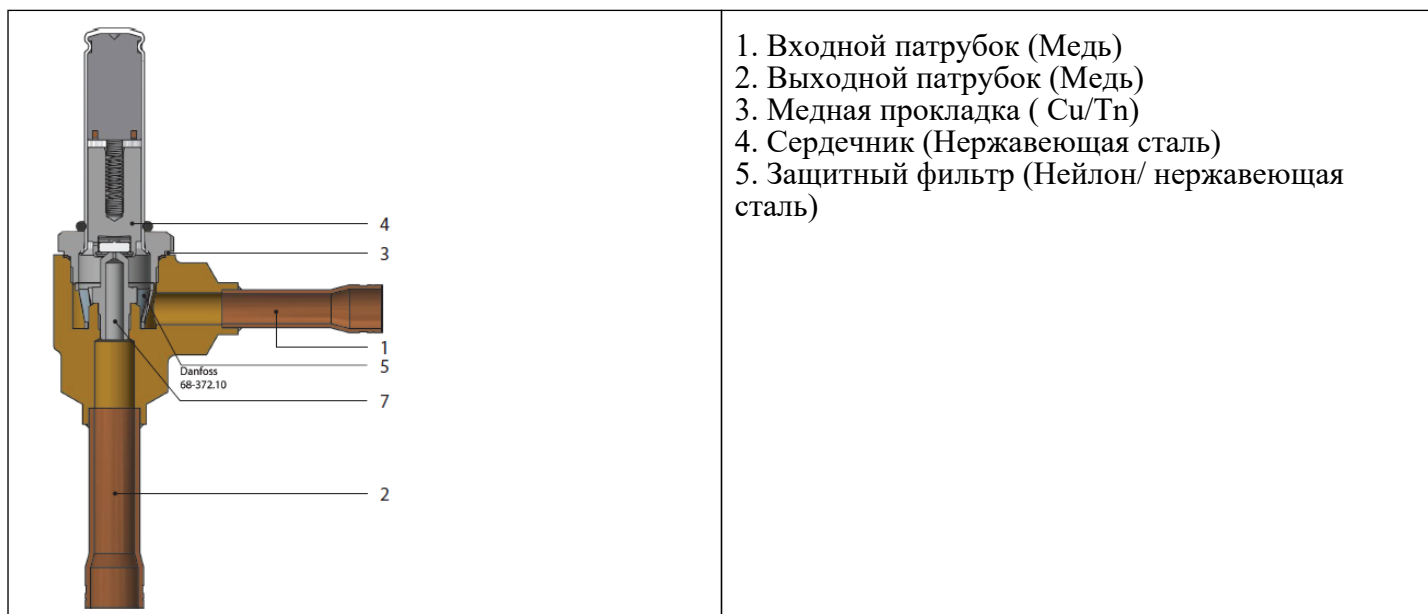 4
3
1
5
Danfoss
68-372.10
7
2
1. Входной патрубок (Медь)
2. Выходной патрубок (Медь)
3. Медная прокладка ( Cu/Tn)
4. Сердечник (Нержавеющая сталь)
5. Защитный фильтр (Нейлон/ нержавеющая
сталь)